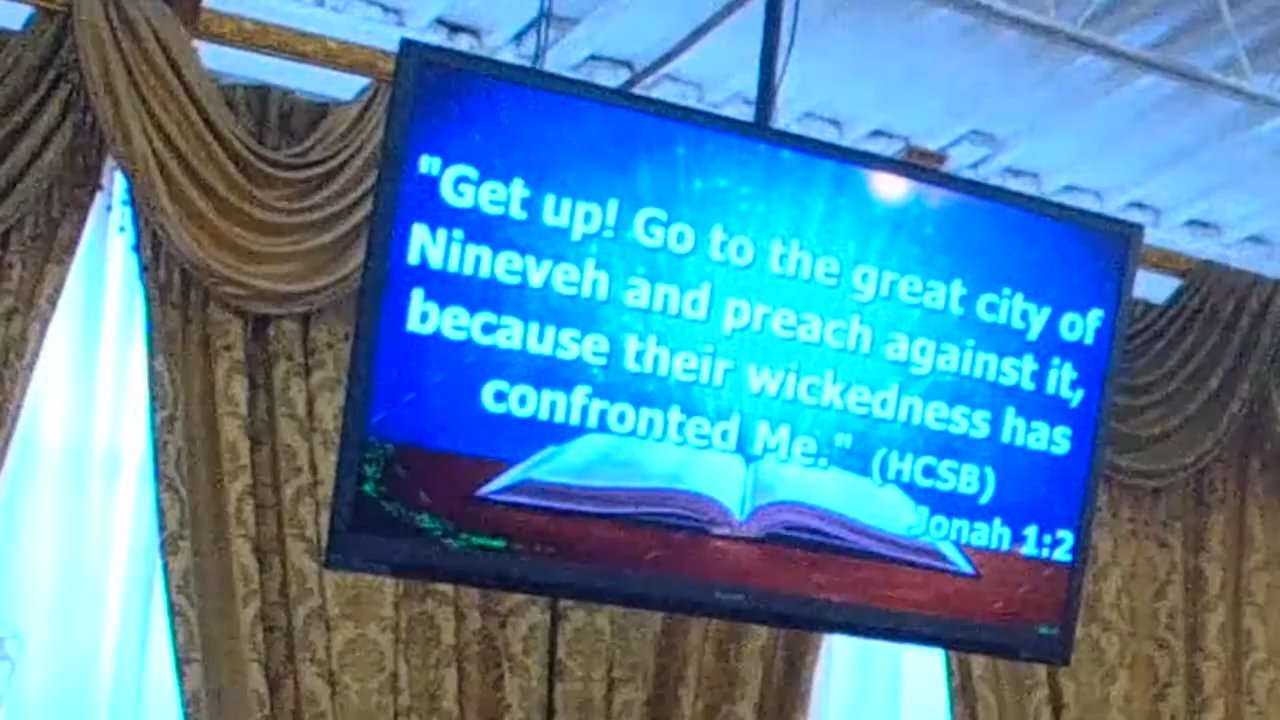 "Get up! Go to the great city of
Nineveh and preach against it,
because their wickedness has
confronted Me." (HCSB)
Jonah 1:2